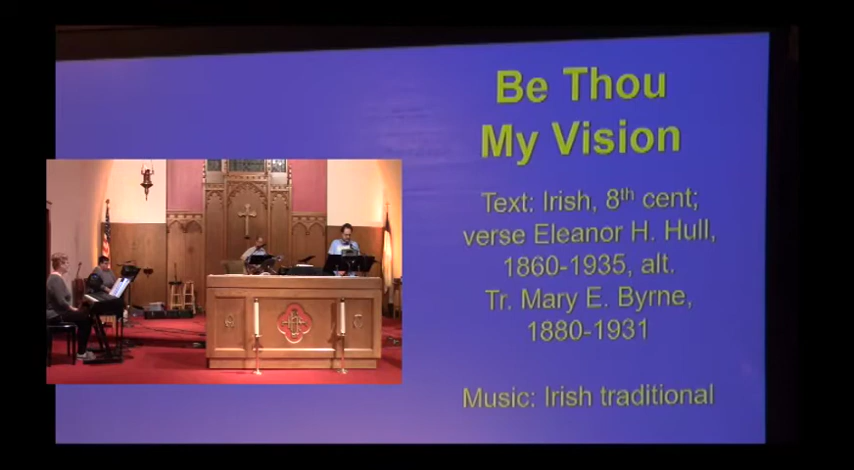 Be Thou
My Vision
Text: Irish, 8th cent;
verse Eleanor H. Hull,
1860-1935, alt.
Tr. Mary E. Byrne,
1880-1931
Music: Irish traditional